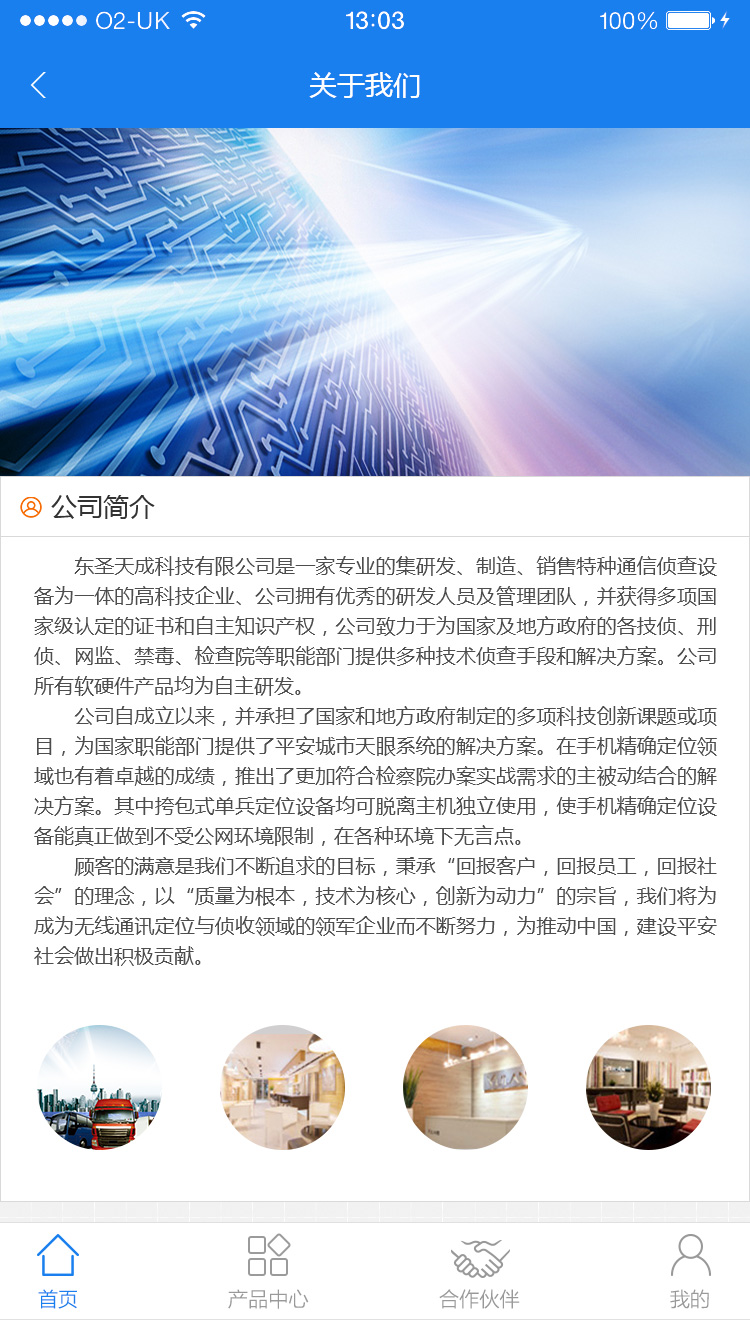 O2-UK 13:03 100%
关于我们
公司简介
东圣天成科技有限公司是一家专业的集研发、制造、销售特种通信侦查设
备为一体的高科技企业、公司拥有优秀的研发人员及管理团队，并获得多项国
家级认定的证书和自主知识产权，公司致力于为国家及地方政府的各技侦、刑
侦、网监、禁毒、检查院等职能部门提供多种技术侦查手段和解决方案。公司
所有软硬件产品均为自主研发。
公司自成立以来，并承担了国家和地方政府制定的多项科技创新课题或项
目，为国家职能部门提供了平安城市天眼系统的解决方案。在手机精确定位领
域也有着卓越的成绩，推出了更加符合检察院办案实战需求的主被动结合的解
决方案。其中挎包式单兵定位设备均可脱离主机独立使用，使手机精确定位设
备能真正做到不受公网环境限制，在各种环境下无言点。
顾客的满意是我们不断追求的目标，秉承“回报客户，回报员工，回报社
会”的理念，以“质量为根本，技术为核心，创新为动力”的宗旨，我们将为
成为无线通讯定位与侦收领域的领军企业而不断努力，为推动中国，建设平安
社会做出积极贡献。
首页 产品中心 合作伙伴 我的